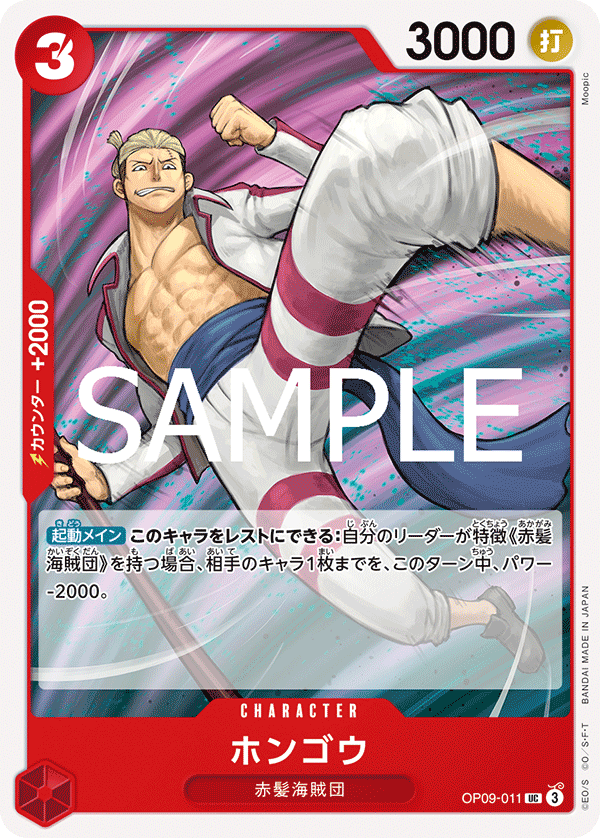 3
3000
打
Moopic
カウンター +2000
SAMPLE
起動メイン このキャラをレストにできる:自分のリーダーが特徴《赤髪
海賊団》を持つ場合、相手のキャラ1枚までを、このターン中、パワー
-2000。
CHARACTER
ホンゴウ
赤髪海賊団
OP09-011 UC 3
©E.O/S ©O/S・F・T BANDAI MADE IN JAPAN